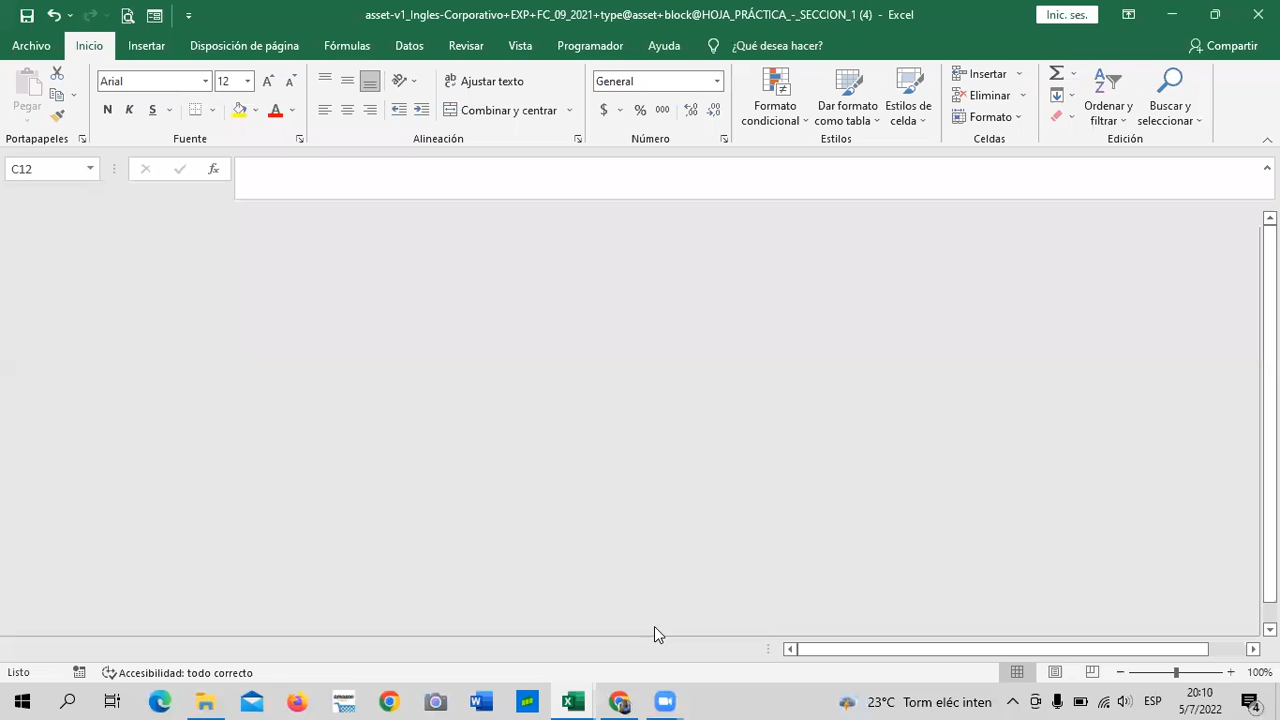 asset-v1_Ingles-Corporativo+EXP+FC_09_2021+type@asset+block@HOJA_PRÁCTICA_-_SECCION_1 (4) - Excel
Inic. ses.
Archivo Inicio Insertar Disposición de página Fórmulas Datos Revisar Vista Programador Ayuda ¿Qué desea hacer? Compartir
Pegar
Arial 12
N K S
Ajustar texto
Combinar y centrar
General
$ % 000
Formato condicional
Dar formato como tabla
Estilos de celda
Insertar
Eliminar
Formato
Ordenar y filtrar
Buscar y seleccionar
Portapapeles Fuente Alineación Número Estilos Celdas Edición
C12 fx
Listo Accesibilidad: todo correcto 100%
23°C Torm eléc inten ESP 20:10
5/7/2022 4